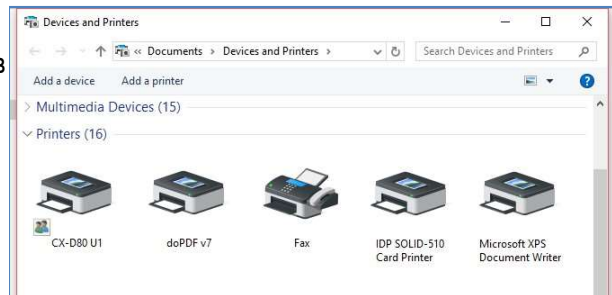 Devices and Printers
« Documents > Devices and Printers >
Search Devices and Printers
Add a device Add a printer
Multimedia Devices (15)
Printers (16)
CX-D80 U1
doPDF v7
Fax
IDP SOLID-510
Card Printer
Microsoft XPS
Document Writer